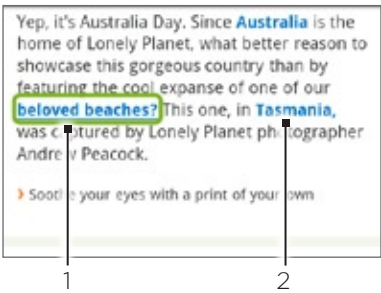 Yep, it's Australia Day. Since Australia is the
home of Lonely Planet, what better reason to
showcase this gorgeous country than by
featuring the cool expanse of one of our
beloved beaches? This one, in Tasmania,
was captured by Lonely Planet photographer
Andrew Peacock.
Soothe your eyes with a print of your own
1 2